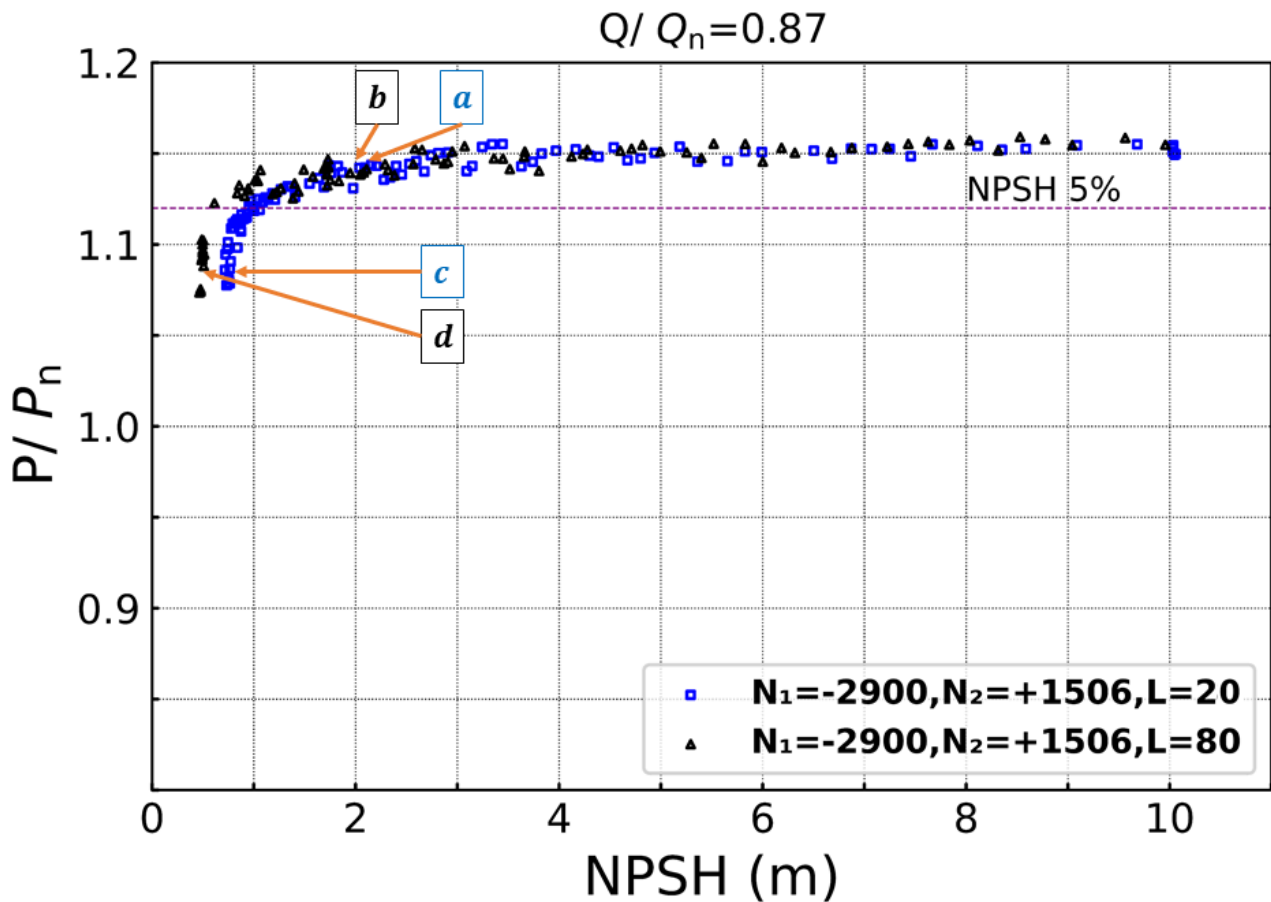 Q/ Qₙ=0.87
1.2
b
a
NPSH 5%
1.1
c
d
P/ Pₙ
1.0
0.9
N₁=-2900,N₂=+1506,L=20
N₁=-2900,N₂=+1506,L=80
0 2 4 6 8 10
NPSH (m)